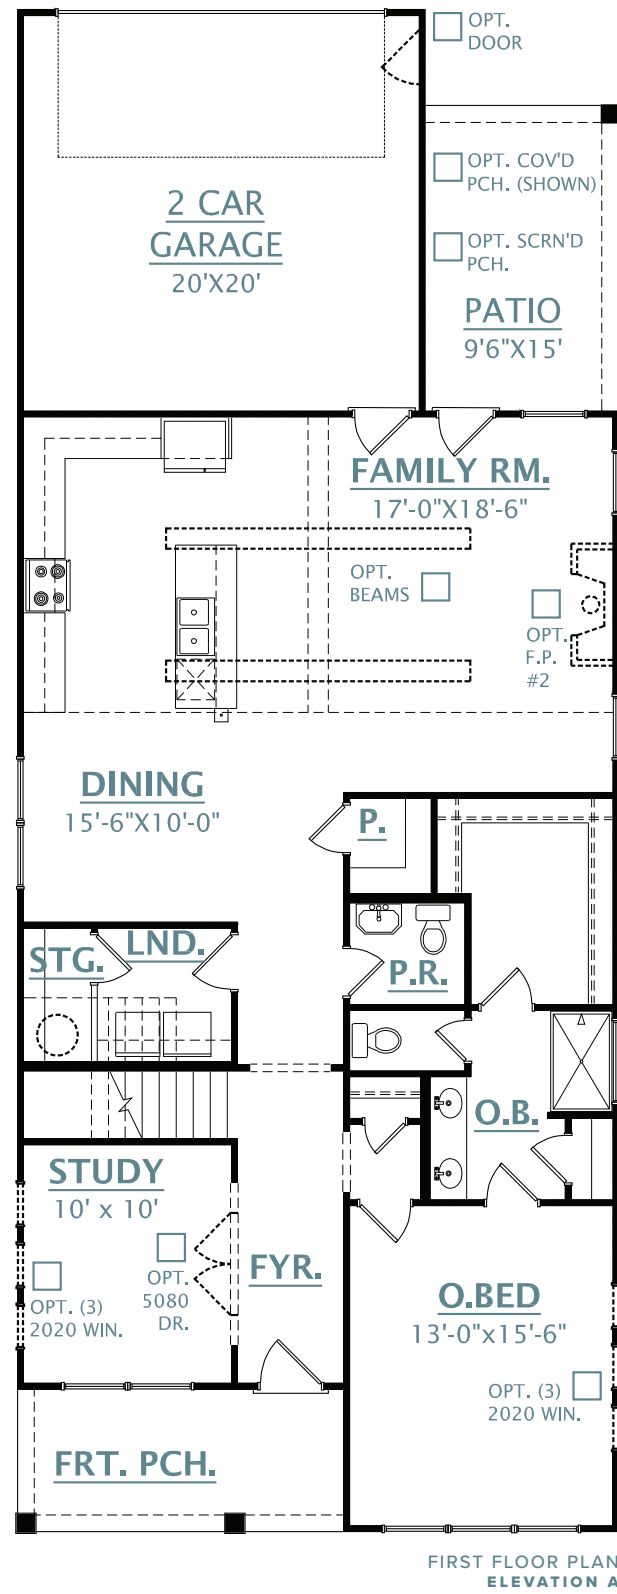 OPT.
DOOR
OPT. COV'D
PCH. (SHOWN)
2 CAR
GARAGE
20'X20'
OPT. SCRN'D
PCH.
PATIO
9'6"X15'
FAMILY RM.
17'-0"X18'-6"
OPT.
BEAMS
OPT.
F.P.
#2
DINING
15'-6"X10'-0"
P.
STG.
LND.
P.R.
O.B.
STUDY
10' x 10'
OPT. (3)
2020 WIN.
OPT.
5080
DR.
FYR.
O.BED
13'-0"x15'-6"
OPT. (3)
2020 WIN.
FRT. PCH.
FIRST FLOOR PLAN
ELEVATION A